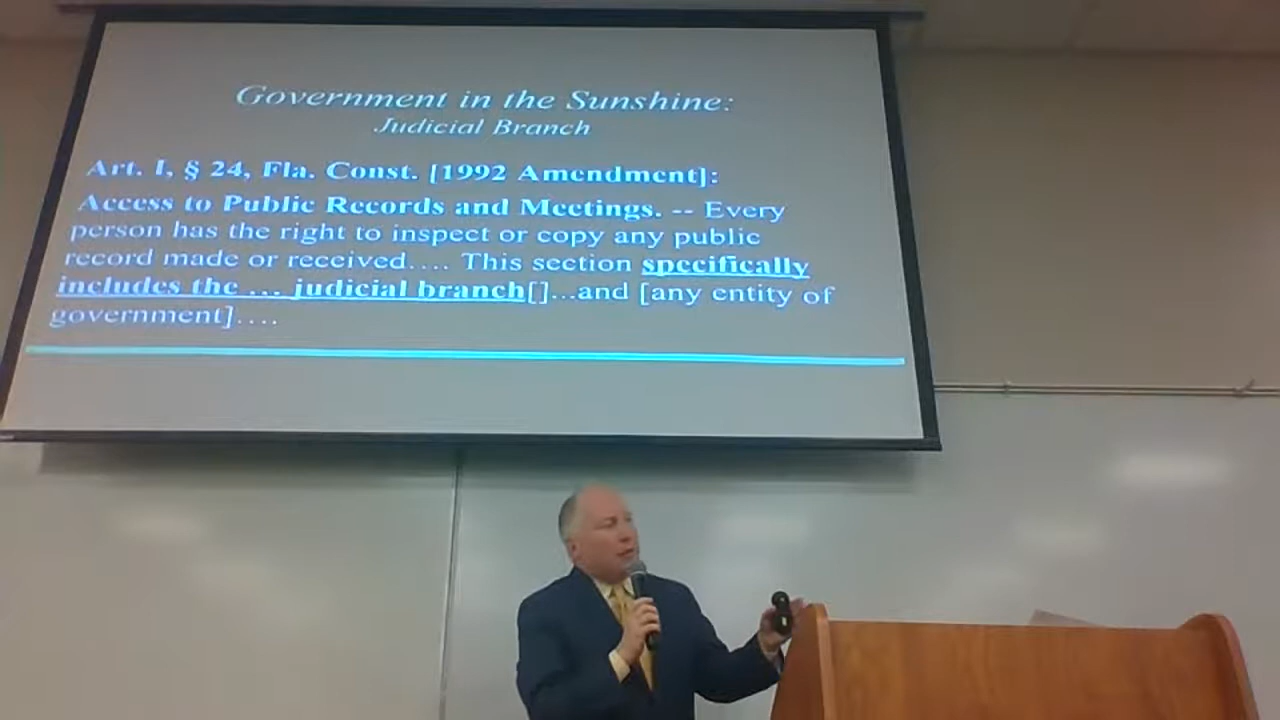 Government in the Sunshine:
Judicial Branch
Art. I, § 24, Fla. Const. [1992 Amendment]:
Access to Public Records and Meetings. -- Every
person has the right to inspect or copy any public
record made or received.... This section specifically
includes the ... judicial branch[]...and [any entity of
government]....